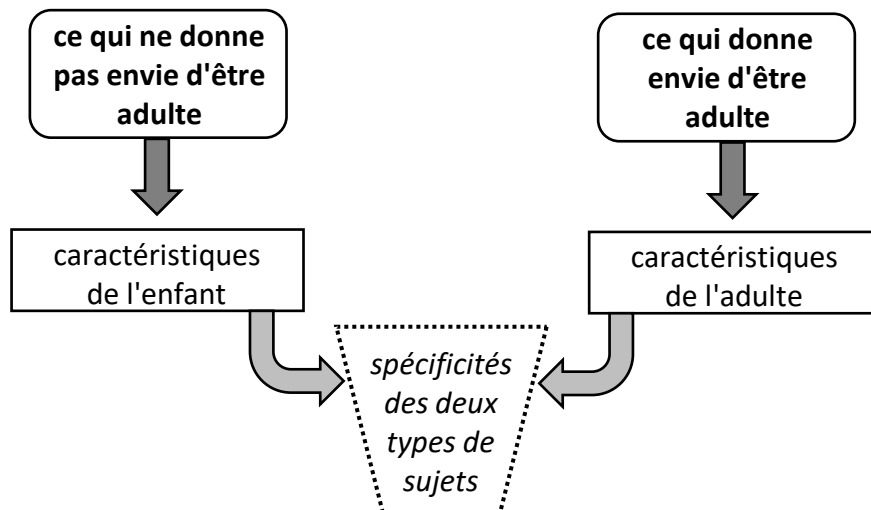 ce qui ne donne
pas envie d'être
adulte
ce qui donne
envie d'être
adulte
caractéristiques
de l'enfant
caractéristiques
de l'adulte
spécificités
des deux
types de
sujets